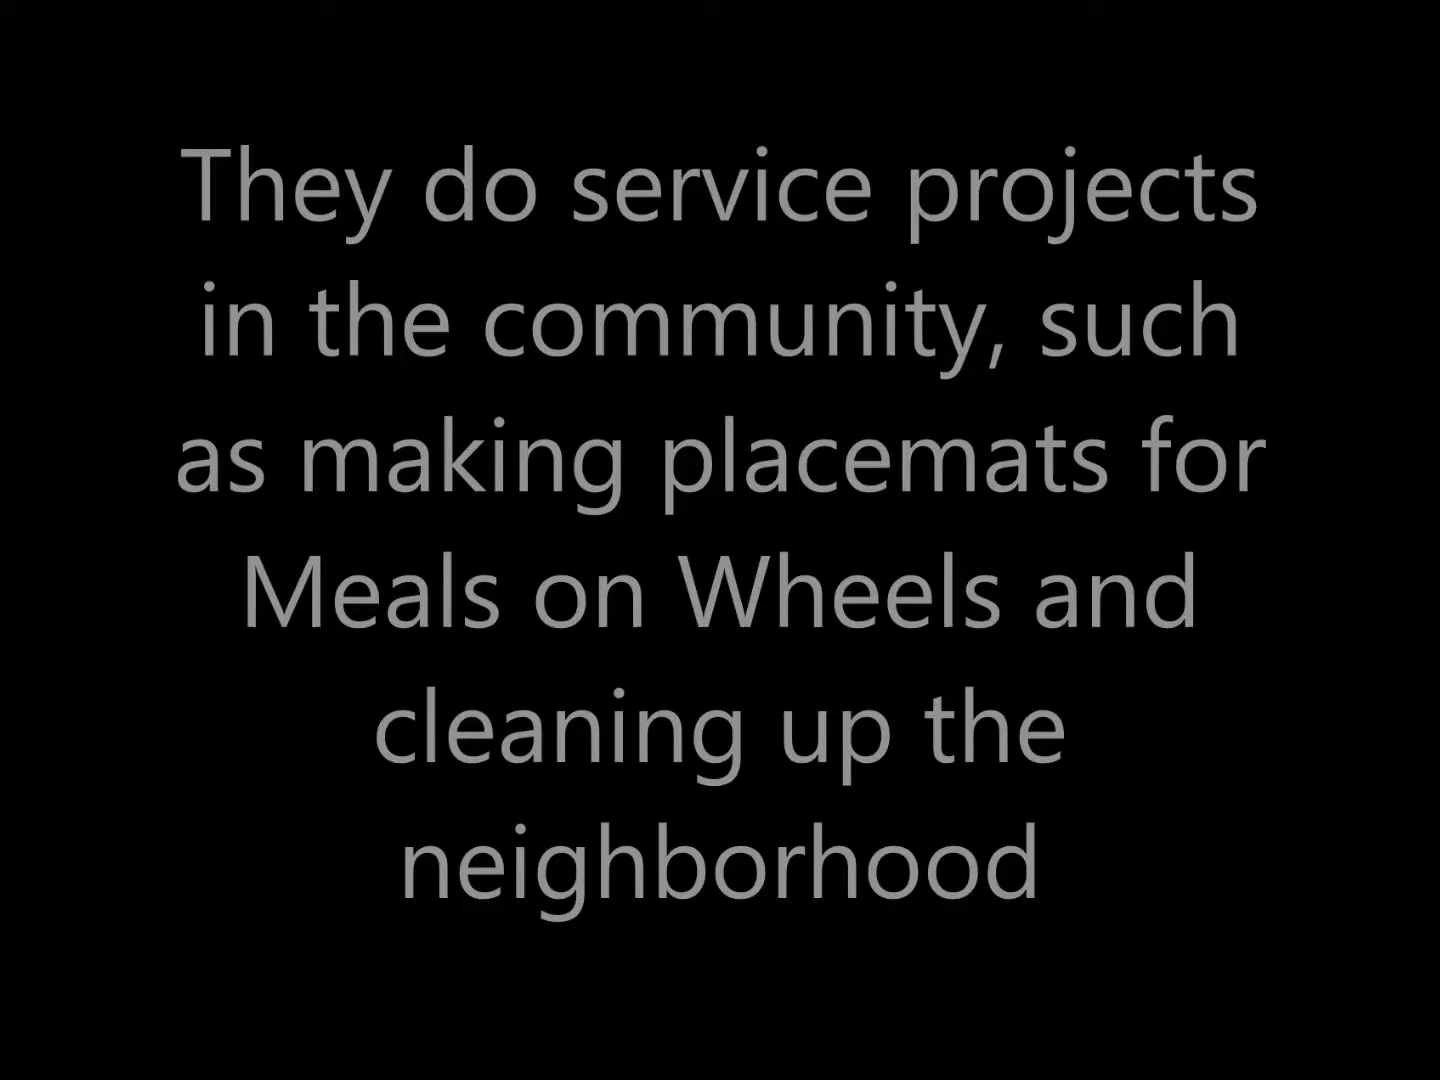 They do service projects
in the community, such
as making placemats for
Meals on Wheels and
cleaning up the
neighborhood